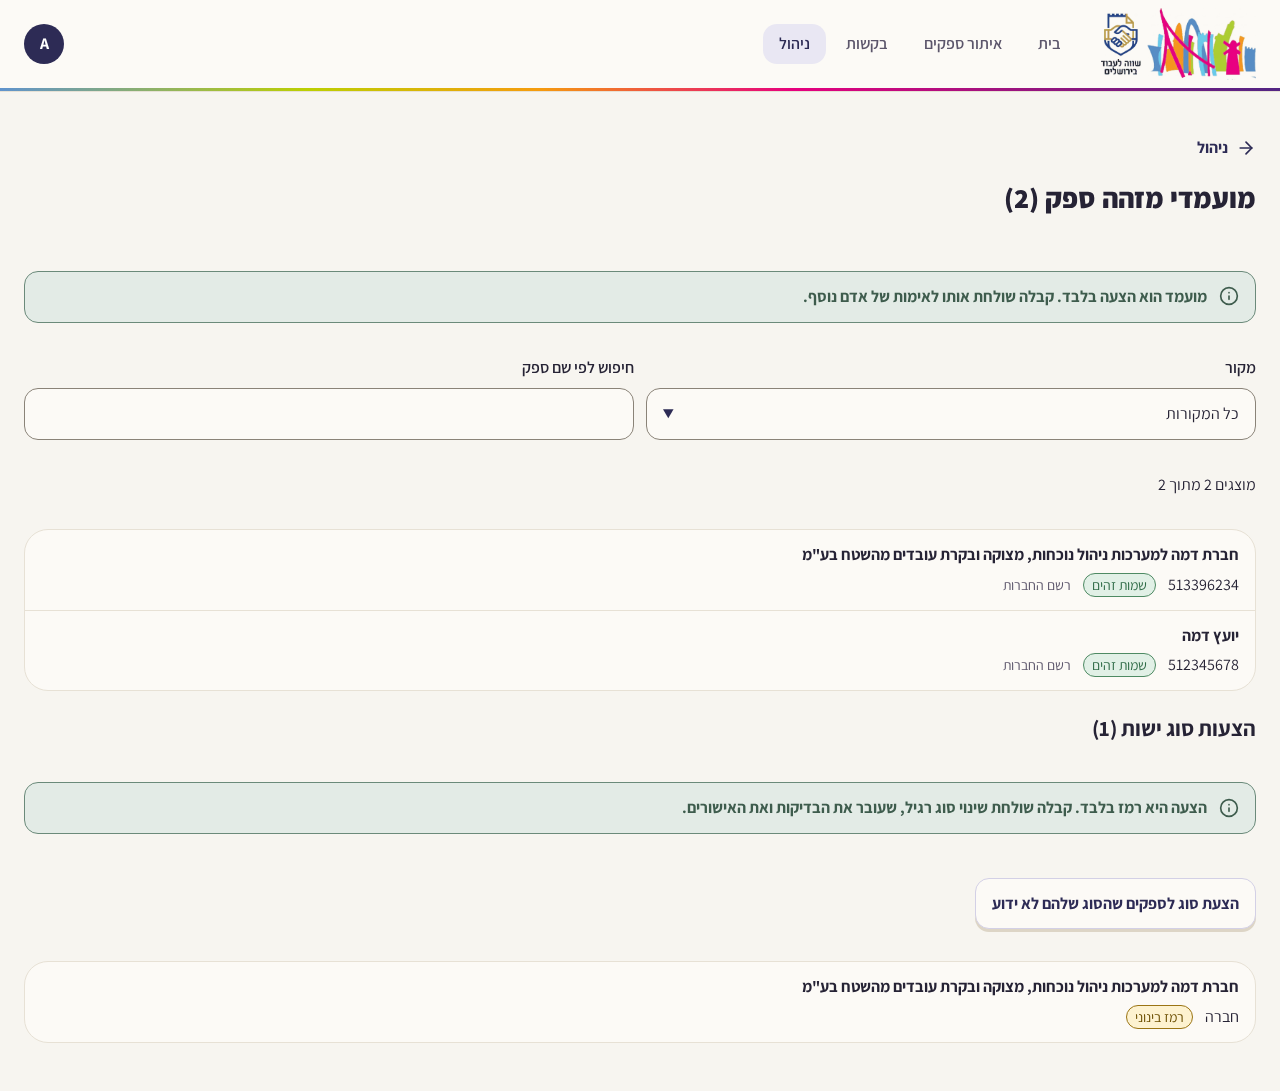 שווה לעבוד
בירושלים
בית
איתור ספקים
בקשות
ניהול
A
ניהול
מועמדי מזהה ספק (2)
מועמד הוא הצעה בלבד. קבלה שולחת אותו לאימות של אדם נוסף.
מקור
חיפוש לפי שם ספק
כל המקורות
מוצגים 2 מתוך 2
חברת דמה למערכות ניהול נוכחות, מצוקה ובקרת עובדים מהשטח בע"מ
513396234 שמות זהים רשם החברות
יועץ דמה
512345678 שמות זהים רשם החברות
הצעות סוג ישות (1)
הצעה היא רמז בלבד. קבלה שולחת שינוי סוג רגיל, שעובר את הבדיקות ואת האישורים.
הצעת סוג לספקים שהסוג שלהם לא ידוע
חברת דמה למערכות ניהול נוכחות, מצוקה ובקרת עובדים מהשטח בע"מ
חברה רמז בינוני